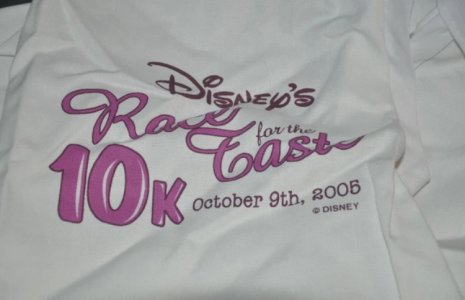 Disney's
Race for the Taste
10K October 9th, 2005
© DISNEY